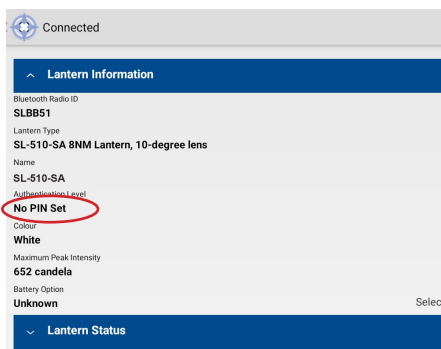 Connected
Lantern Information
Bluetooth Radio ID
SLBB51
Lantern Type
SL-510-SA 8NM Lantern, 10-degree lens
Name
SL-510-SA
Authentication Level
No PIN Set
Colour
White
Maximum Peak Intensity
652 candela
Battery Option
Unknown Selec
Lantern Status